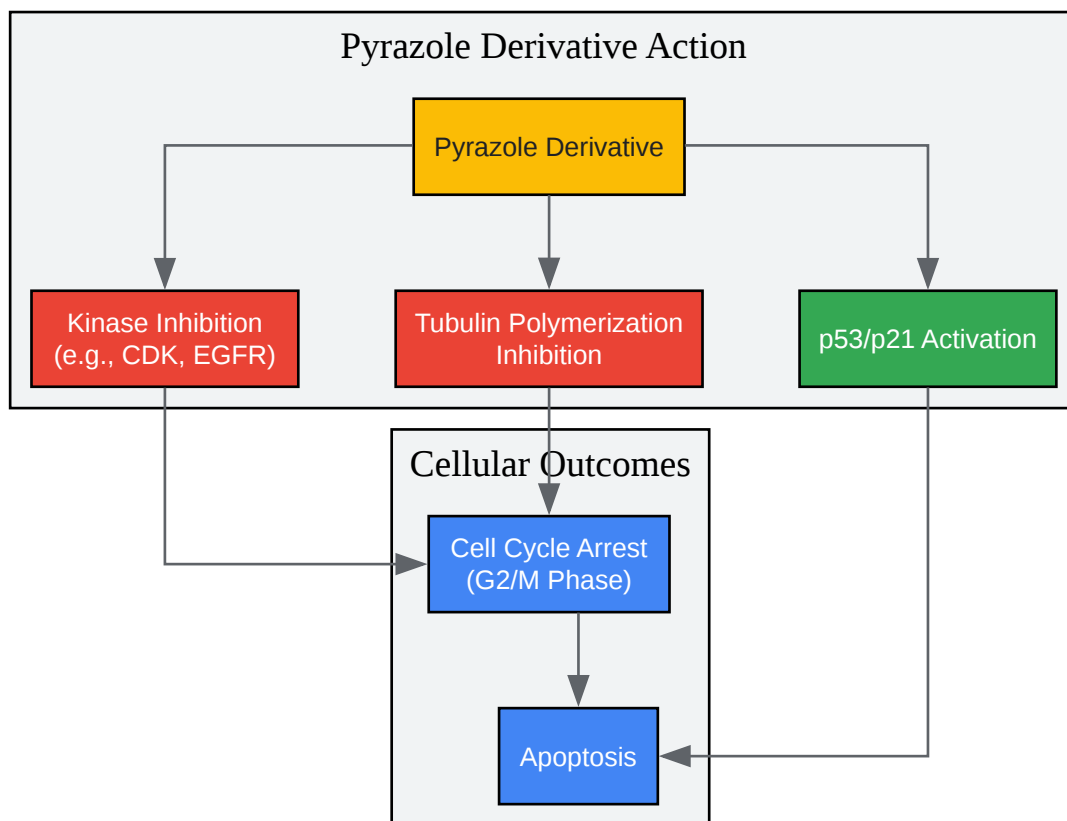 Pyrazole Derivative Action
Pyrazole Derivative
Kinase Inhibition
(e.g., CDK, EGFR)
Tubulin Polymerization
Inhibition
p53/p21 Activation
Cellular Outcomes
Cell Cycle Arrest
(G2/M Phase)
Apoptosis